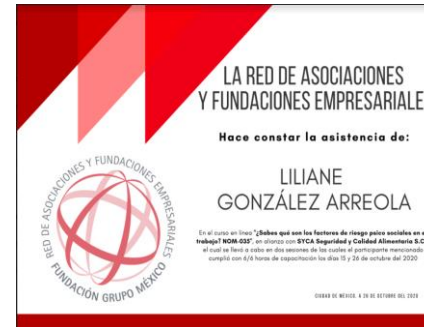 LA RED DE ASOCIACIONES
Y FUNDACIONES EMPRESARIALE
Hace constar la asistencia de:
LILIANE
GONZÁLEZ ARREOLA
RED DE ASOCIACIONES Y FUNDACIONES EMPRESARIALES
FUNDACIÓN GRUPO MÉXICO
En el curso en línea "¿Sabes qué son los factores de riesgo psico sociales en e
trabajo? NOM-035", en alianza con SYCA Seguridad y Calidad Alimentaria S.C
el cual se llevó a cabo en dos sesiones de las cuales el participante mencionado
cumplió con 6/6 horas de capacitación los días 15 y 26 de octubre del 2020
CIUDAD DE MÉXICO, A 26 DE OCTUBRE DEL 2020